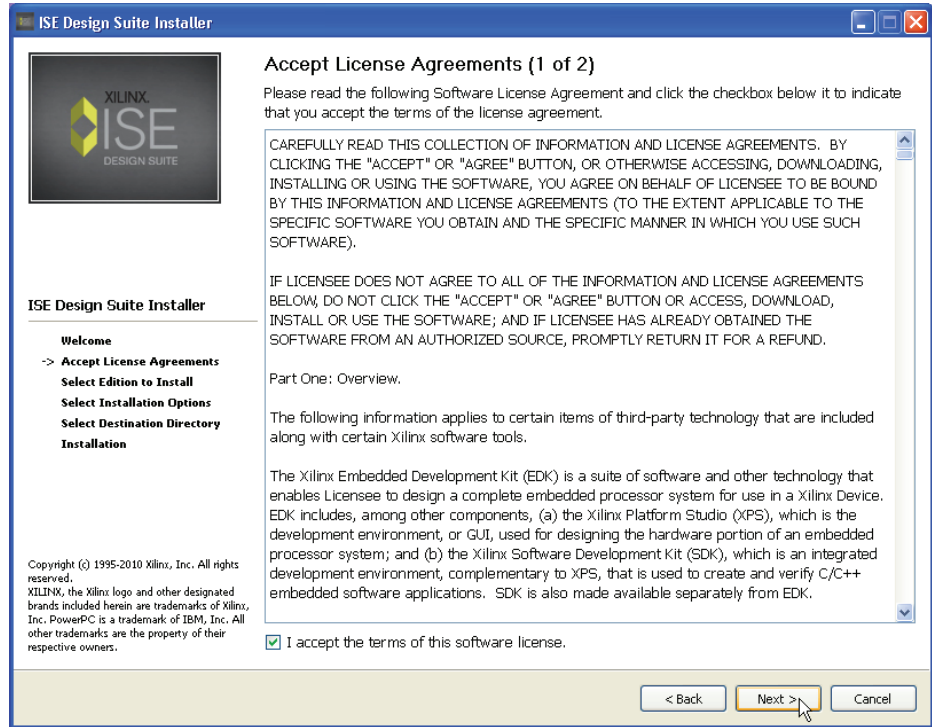 ISE Design Suite Installer
XILINX.
ISE
DESIGN SUITE
ISE Design Suite Installer
Welcome
-> Accept License Agreements
Select Edition to Install
Select Installation Options
Select Destination Directory
Installation
Copyright (c) 1995-2010 Xilinx, Inc. All rights
reserved.
XILINX, the Xilinx logo and other designated
brands included herein are trademarks of Xilinx,
Inc. PowerPC is a trademark of IBM, Inc. All
other trademarks are the property of their
respective owners.
Accept License Agreements (1 of 2)
Please read the following Software License Agreement and click the checkbox below it to indicate
that you accept the terms of the license agreement.
CAREFULLY READ THIS COLLECTION OF INFORMATION AND LICENSE AGREEMENTS. BY
CLICKING THE "ACCEPT" OR "AGREE" BUTTON, OR OTHERWISE ACCESSING, DOWNLOADING,
INSTALLING OR USING THE SOFTWARE, YOU AGREE ON BEHALF OF LICENSEE TO BE BOUND
BY THIS INFORMATION AND LICENSE AGREEMENTS (TO THE EXTENT APPLICABLE TO THE
SPECIFIC SOFTWARE YOU OBTAIN AND THE SPECIFIC MANNER IN WHICH YOU USE SUCH
SOFTWARE).
IF LICENSEE DOES NOT AGREE TO ALL OF THE INFORMATION AND LICENSE AGREEMENTS
BELOW, DO NOT CLICK THE "ACCEPT" OR "AGREE" BUTTON OR ACCESS, DOWNLOAD,
INSTALL OR USE THE SOFTWARE; AND IF LICENSEE HAS ALREADY OBTAINED THE
SOFTWARE FROM AN AUTHORIZED SOURCE, PROMPTLY RETURN IT FOR A REFUND.
Part One: Overview.
The following information applies to certain items of third-party technology that are included
along with certain Xilinx software tools.
The Xilinx Embedded Development Kit (EDK) is a suite of software and other technology that
enables Licensee to design a complete embedded processor system for use in a Xilinx Device.
EDK includes, among other components, (a) the Xilinx Platform Studio (XPS), which is the
development environment, or GUI, used for designing the hardware portion of an embedded
processor system; and (b) the Xilinx Software Development Kit (SDK), which is an integrated
development environment, complementary to XPS, that is used to create and verify C/C++
embedded software applications. SDK is also made available separately from EDK.
I accept the terms of this software license.
< Back
Next >
Cancel